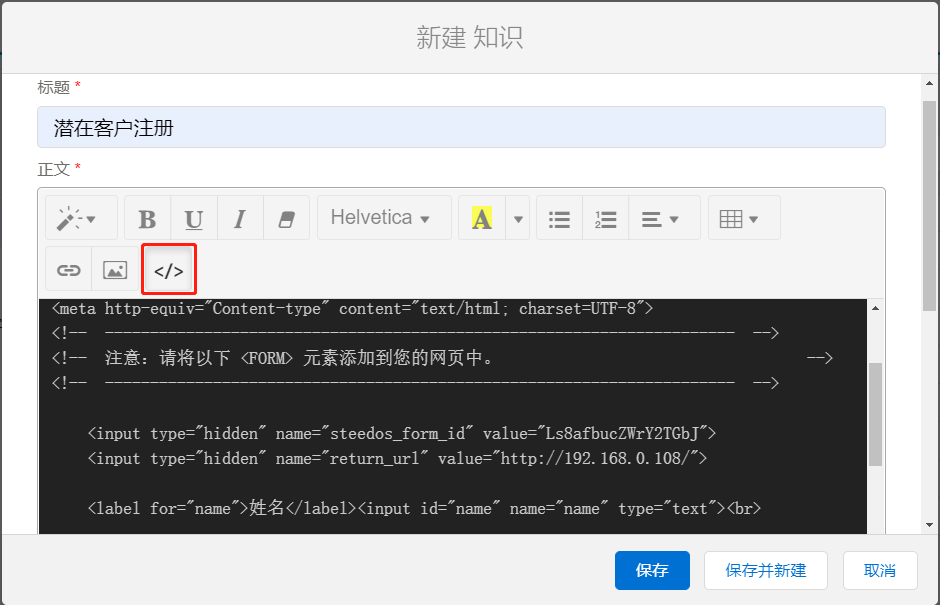 新建 知识
标题 *
潜在客户注册
正文 *
B U I Helvetica A
</>
<meta http-equiv="Content-type" content="text/html; charset=UTF-8">
<!-- ---------------------------------------------------------------------- -->
<!-- 注意: 请将以下 <FORM> 元素添加到您的网页中。 -->
<!-- ---------------------------------------------------------------------- -->
<input type="hidden" name="steedos_form_id" value="Ls8afbucZWrY2TGbJ">
<input type="hidden" name="return_url" value="http://192.168.0.108/">
<label for="name">姓名</label><input id="name" name="name" type="text"><br>
保存 保存并新建 取消